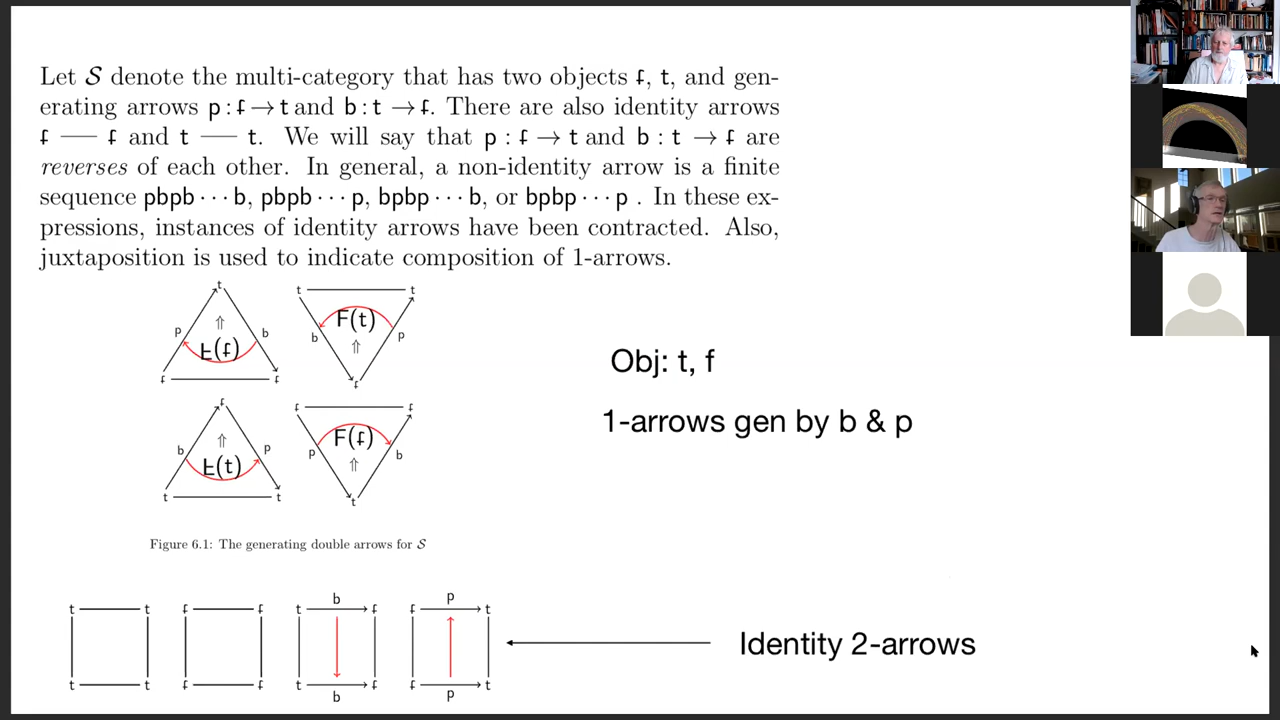 Let 𝒮 denote the multi-category that has two objects 𝔣, t, and gen-
erating arrows p : 𝔣 → t and b : t → 𝔣. There are also identity arrows
𝔣 — 𝔣 and t — t. We will say that p : 𝔣 → t and b : t → 𝔣 are
reverses of each other. In general, a non-identity arrow is a finite
sequence pbpb · · · b, pbpb · · · p, bpbp · · · b, or bpbp · · · p . In these ex-
pressions, instances of identity arrows have been contracted. Also,
juxtaposition is used to indicate composition of 1-arrows.
t t t
p ⇑ b F(t)
Ⅎ(𝔣) b ⇑ p
𝔣 𝔣 𝔣
𝔣 𝔣 𝔣
b ⇑ p F(𝔣)
Ⅎ(t) p ⇑ b
t t t
Obj: t, f
1-arrows gen by b & p
Figure 6.1: The generating double arrows for 𝒮
b p
t t 𝔣 𝔣 t 𝔣 𝔣 t
Identity 2-arrows
t t 𝔣 𝔣 t 𝔣 𝔣 t
b p